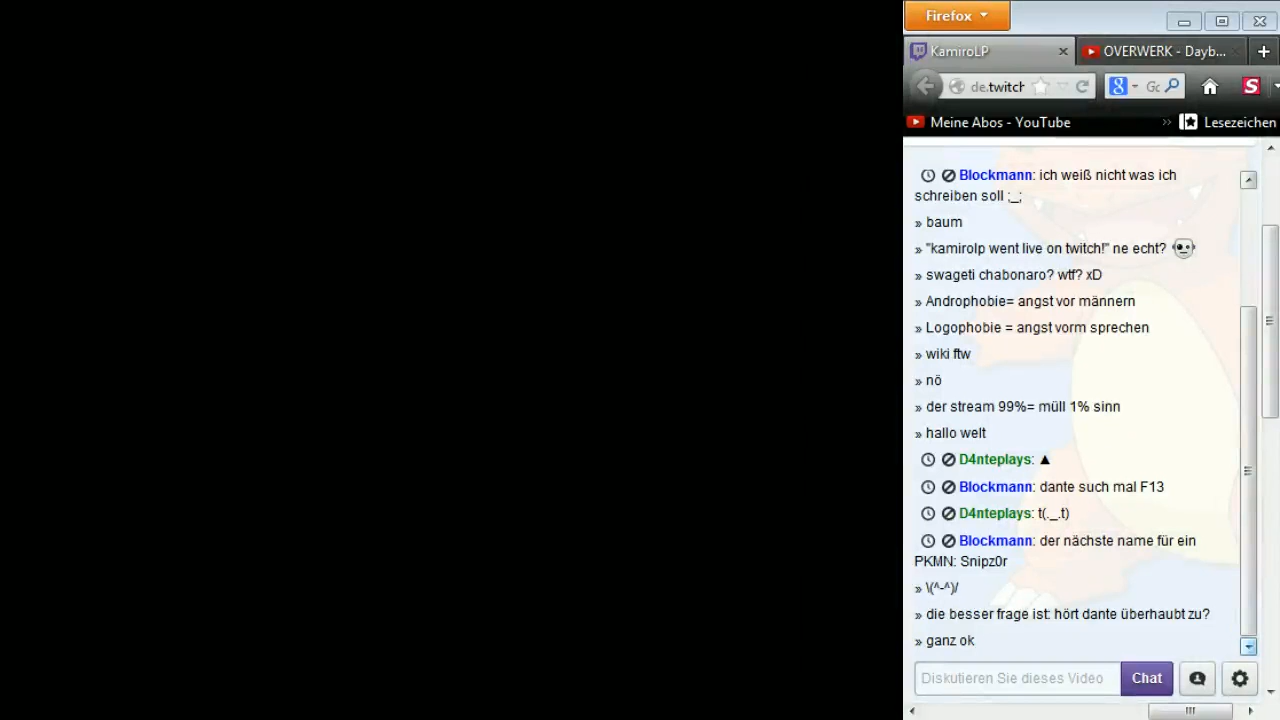 Firefox
KamiroLP
OVERWERK - Dayb...
de.twitch
Meine Abos - YouTube
Lesezeichen
Blockmann: ich weiß nicht was ich
schreiben soll ;_;
» baum
» "kamirolp went live on twitch!" ne echt?
» swageti chabonaro? wtf? xD
» Androphobie= angst vor männern
» Logophobie = angst vorm sprechen
» wiki ftw
» nö
» der stream 99%= müll 1% sinn
» hallo welt
D4nteplays: ▲
Blockmann: dante such mal F13
D4nteplays: t(._.t)
Blockmann: der nächste name für ein
PKMN: Snipz0r
» \(^-^)/
» die besser frage ist: hört dante überhaubt zu?
» ganz ok
Diskutieren Sie dieses Video
Chat